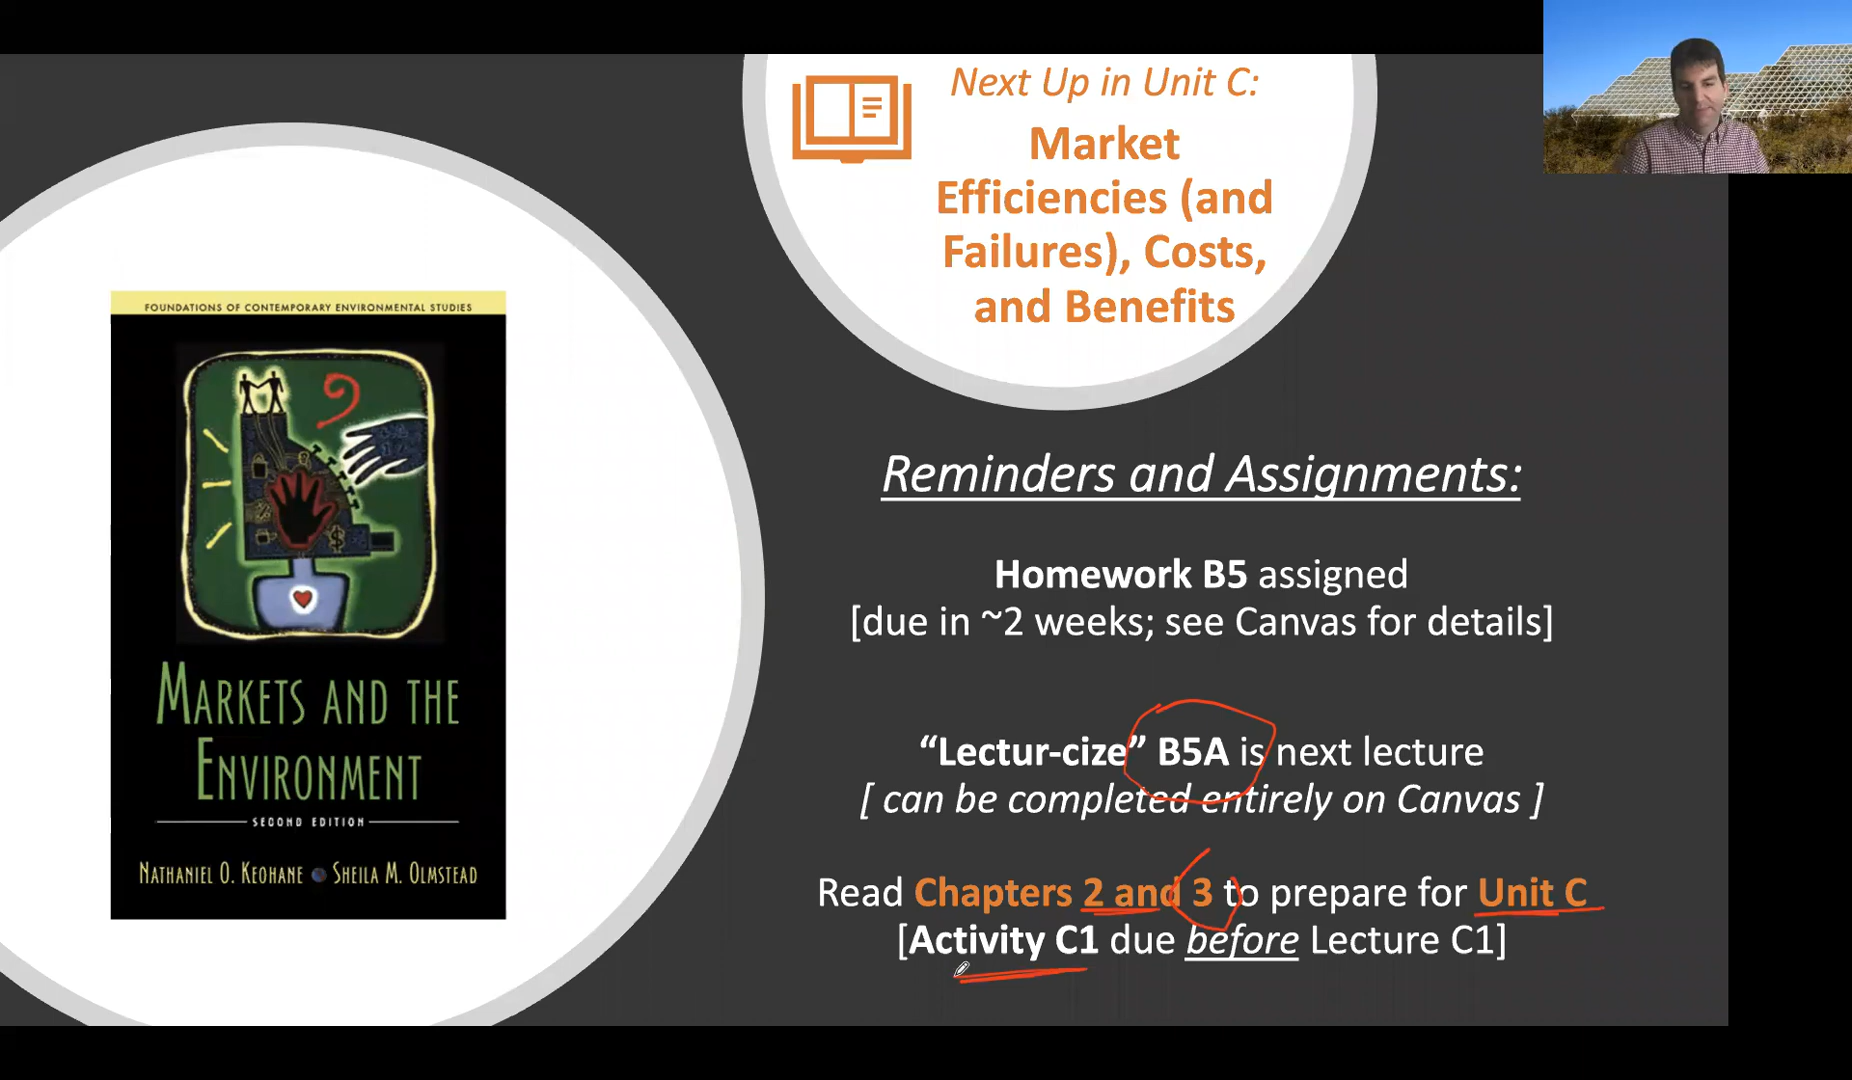 Next Up in Unit C:
Market
Efficiencies (and
Failures), Costs,
and Benefits
FOUNDATIONS OF CONTEMPORARY ENVIRONMENTAL STUDIES
MARKETS AND THE
ENVIRONMENT
SECOND EDITION
NATHANIEL O. KEOHANE SHEILA M. OLMSTEAD
Reminders and Assignments:
Homework B5 assigned
[due in ~2 weeks; see Canvas for details]
“Lectur-cize” B5A is next lecture
[ can be completed entirely on Canvas ]
Read Chapters 2 and 3 to prepare for Unit C
[Activity C1 due before Lecture C1]